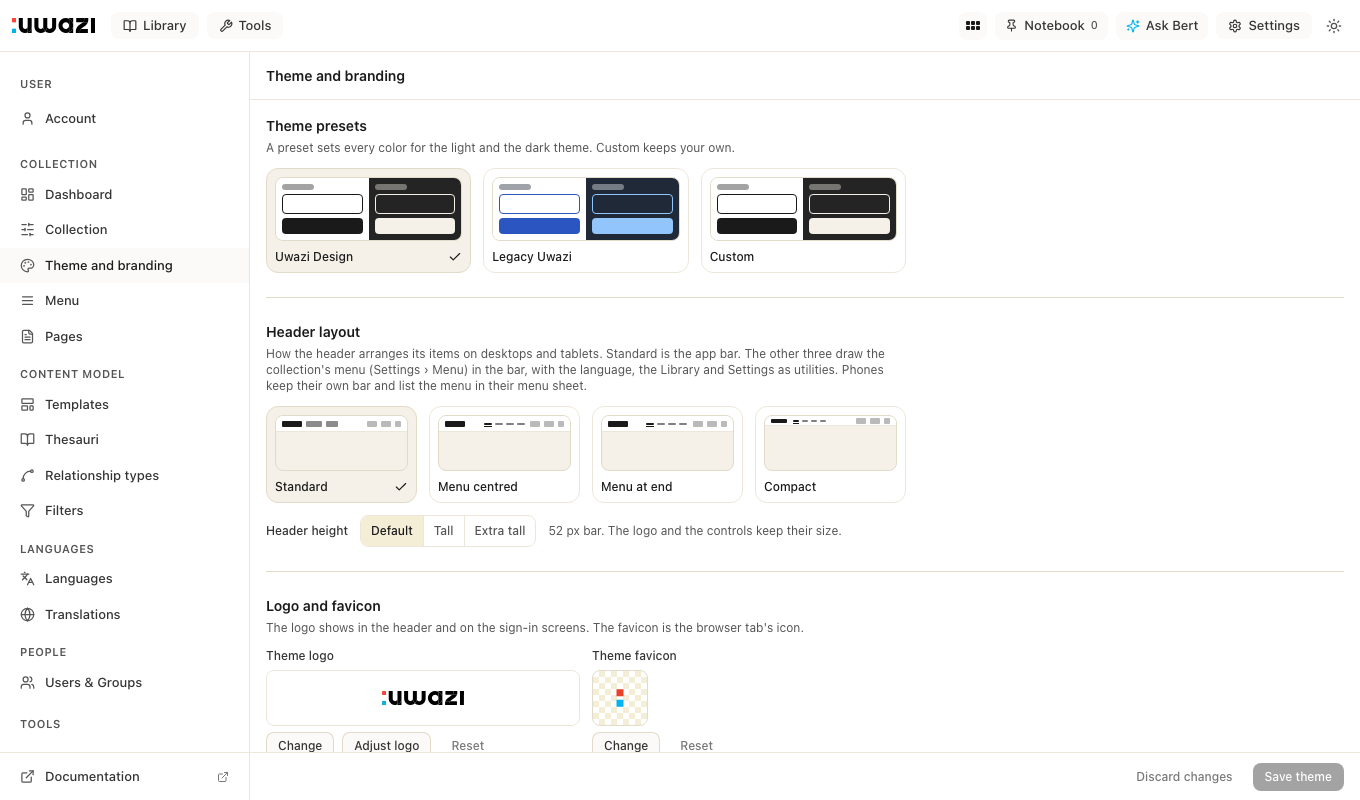 :uwazi
Library
Tools
Notebook 0
Ask Bert
Settings
USER
Account
COLLECTION
Dashboard
Collection
Theme and branding
Menu
Pages
CONTENT MODEL
Templates
Thesauri
Relationship types
Filters
LANGUAGES
Languages
Translations
PEOPLE
Users & Groups
TOOLS
Documentation
Theme and branding
Theme presets
A preset sets every color for the light and the dark theme. Custom keeps your own.
Uwazi Design
Legacy Uwazi
Custom
Header layout
How the header arranges its items on desktops and tablets. Standard is the app bar. The other three draw the
collection's menu (Settings › Menu) in the bar, with the language, the Library and Settings as utilities. Phones
keep their own bar and list the menu in their menu sheet.
Standard
Menu centred
Menu at end
Compact
Header height
Default
Tall
Extra tall
52 px bar. The logo and the controls keep their size.
Logo and favicon
The logo shows in the header and on the sign-in screens. The favicon is the browser tab's icon.
Theme logo
Theme favicon
:uwazi
Change
Adjust logo
Reset
Change
Reset
Discard changes
Save theme